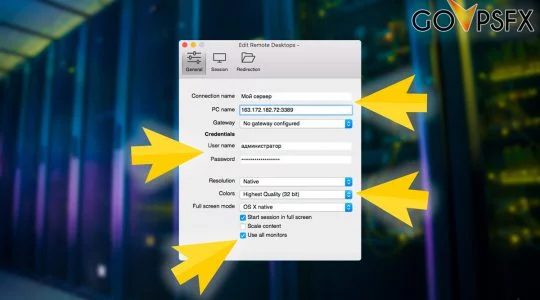 GOVPSFX
Edit Remote Desktops -
General
Session
Redirection
Connection name
Мой сервер
PC name
163.172.182.72:3389
Gateway
No gateway configured
Credentials
User name
администратор
Password
••••••••••••••••••
Resolution
Native
Colors
Highest Quality (32 bit)
Full screen mode
OS X native
Start session in full screen
Scale content
Use all monitors